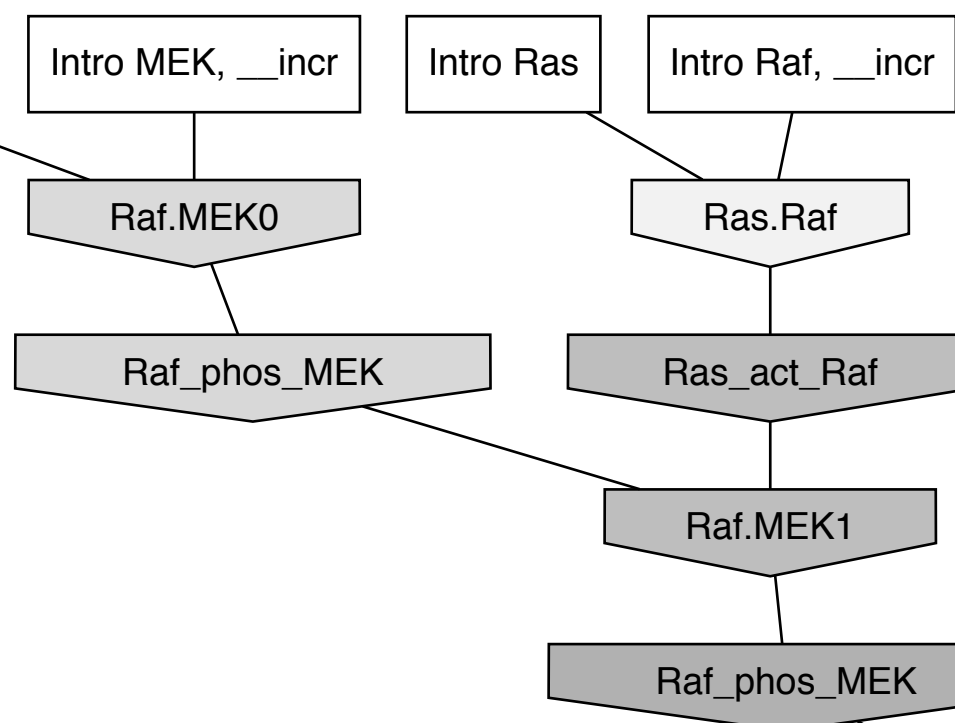 Intro MEK, __incr
Intro Ras
Intro Raf, __incr
Raf.MEK0
Ras.Raf
Raf_phos_MEK
Ras_act_Raf
Raf.MEK1
Raf_phos_MEK